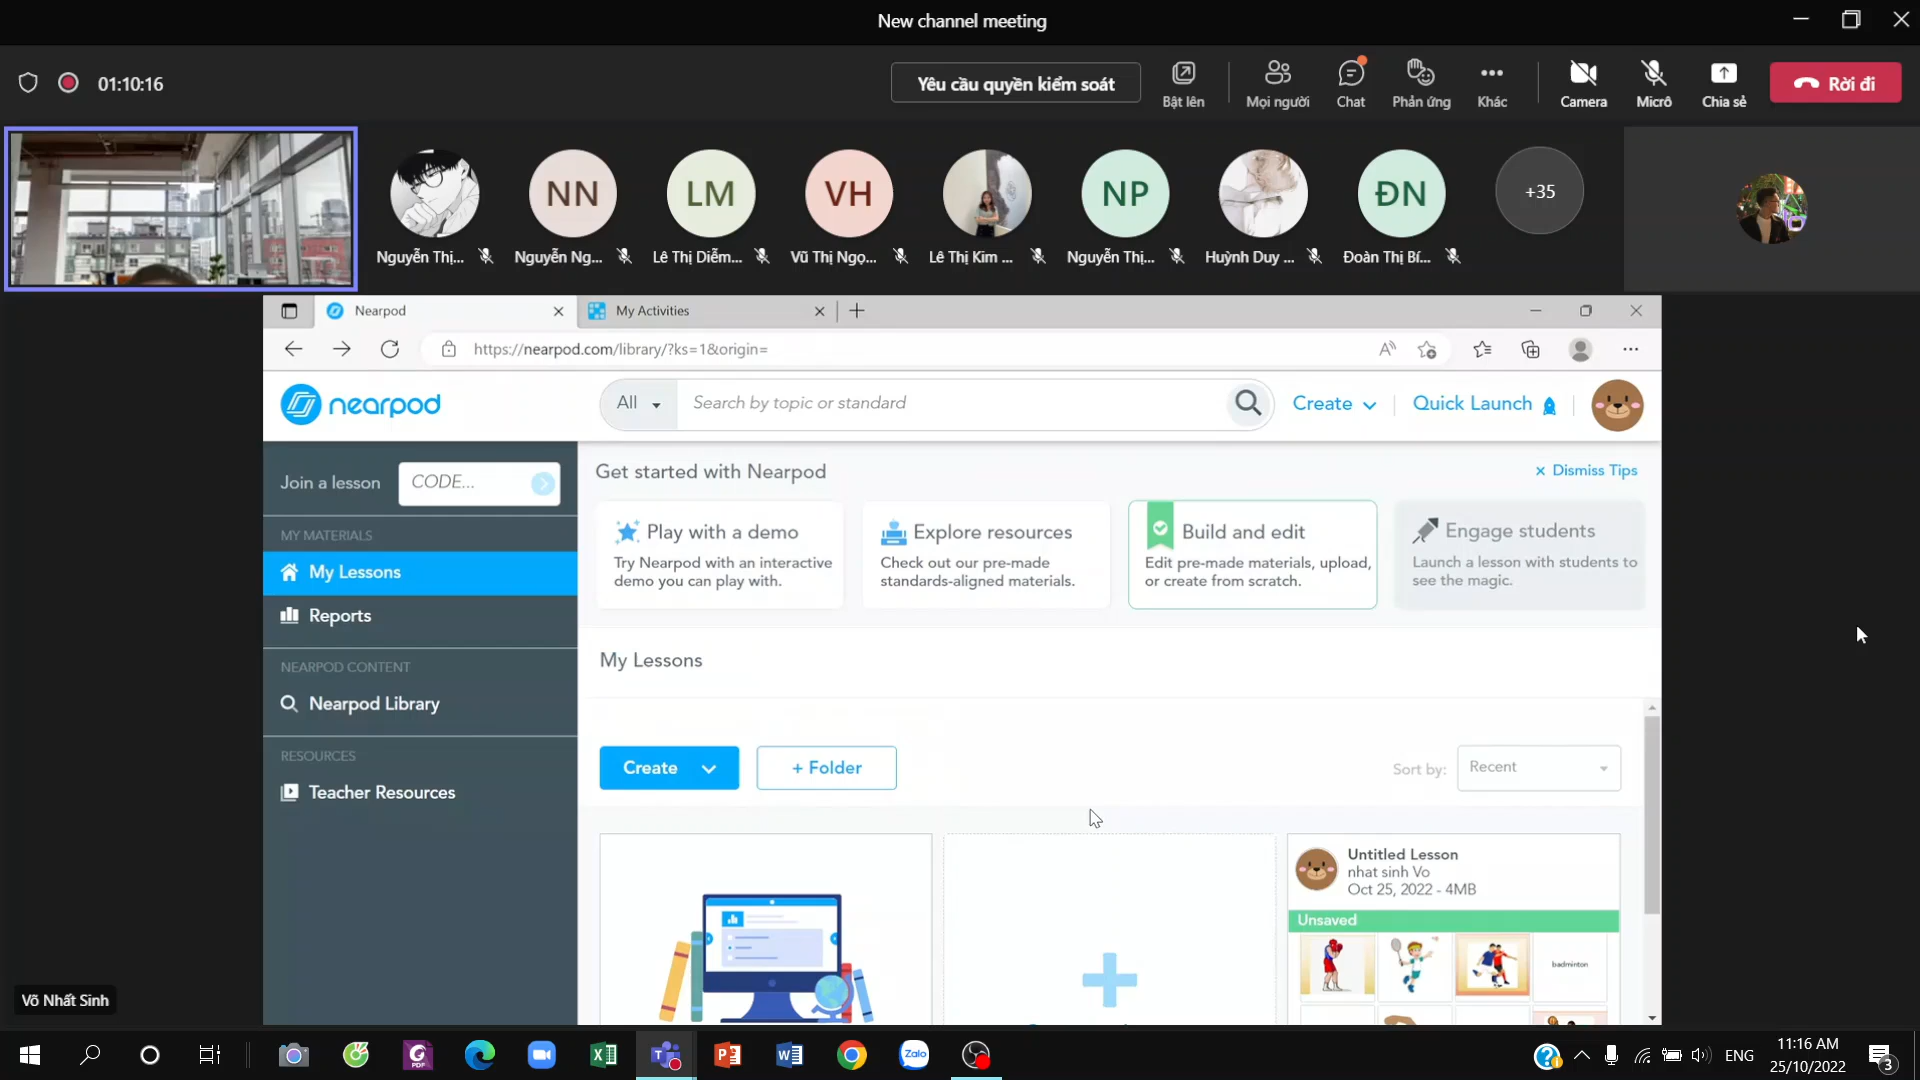 New channel meeting
01:10:16
Yêu cầu quyền kiểm soát
Bật lên
Mọi người
Chat
Phản ứng
Khác
Camera
Micrô
Chia sẻ
Rời đi
NN
LM
VH
NP
ĐN
+35
Nguyễn Thị...
Nguyễn Ng...
Lê Thị Diễm...
Vũ Thị Ngọ...
Lê Thị Kim ...
Nguyễn Thị...
Huỳnh Duy ...
Đoàn Thị Bí...
Nearpod
My Activities
https://nearpod.com/library/?ks=1&origin=
nearpod
All
Search by topic or standard
Create
Quick Launch
Join a lesson
CODE...
MY MATERIALS
My Lessons
Reports
NEARPOD CONTENT
Nearpod Library
RESOURCES
Teacher Resources
Get started with Nearpod
× Dismiss Tips
Play with a demo
Try Nearpod with an interactive
demo you can play with.
Explore resources
Check out our pre-made
standards-aligned materials.
Build and edit
Edit pre-made materials, upload,
or create from scratch.
Engage students
Launch a lesson with students to
see the magic.
My Lessons
Create
+ Folder
Sort by:
Recent
Untitled Lesson
nhat sinh Vo
Oct 25, 2022 - 4MB
Unsaved
badminton
Võ Nhất Sinh
Zalo
ENG
11:16 AM
25/10/2022
3